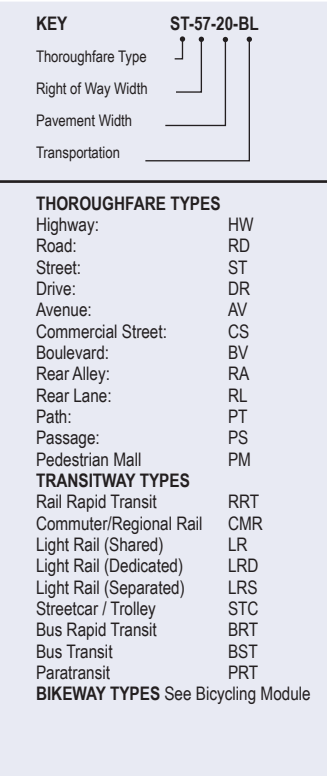 KEY ST-57-20-BL
Thoroughfare Type
Right of Way Width
Pavement Width
Transportation
THOROUGHFARE TYPES
Highway: HW
Road: RD
Street: ST
Drive: DR
Avenue: AV
Commercial Street: CS
Boulevard: BV
Rear Alley: RA
Rear Lane: RL
Path: PT
Passage: PS
Pedestrian Mall PM
TRANSITWAY TYPES
Rail Rapid Transit RRT
Commuter/Regional Rail CMR
Light Rail (Shared) LR
Light Rail (Dedicated) LRD
Light Rail (Separated) LRS
Streetcar / Trolley STC
Bus Rapid Transit BRT
Bus Transit BST
Paratransit PRT
BIKEWAY TYPES See Bicycling Module